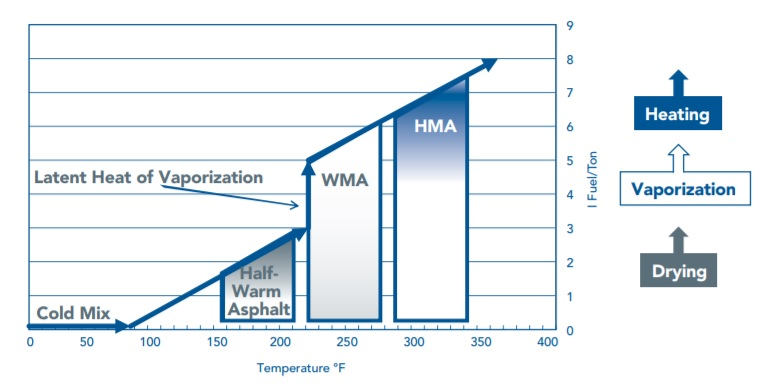 9
8
7
6
5
4
3
2
1
0
l Fuel/Ton
HMA
WMA
Latent Heat of Vaporization
Half-
Warm
Asphalt
Cold Mix
0 50 100 150 200 250 300 350 400
Temperature °F
Heating
Vaporization
Drying